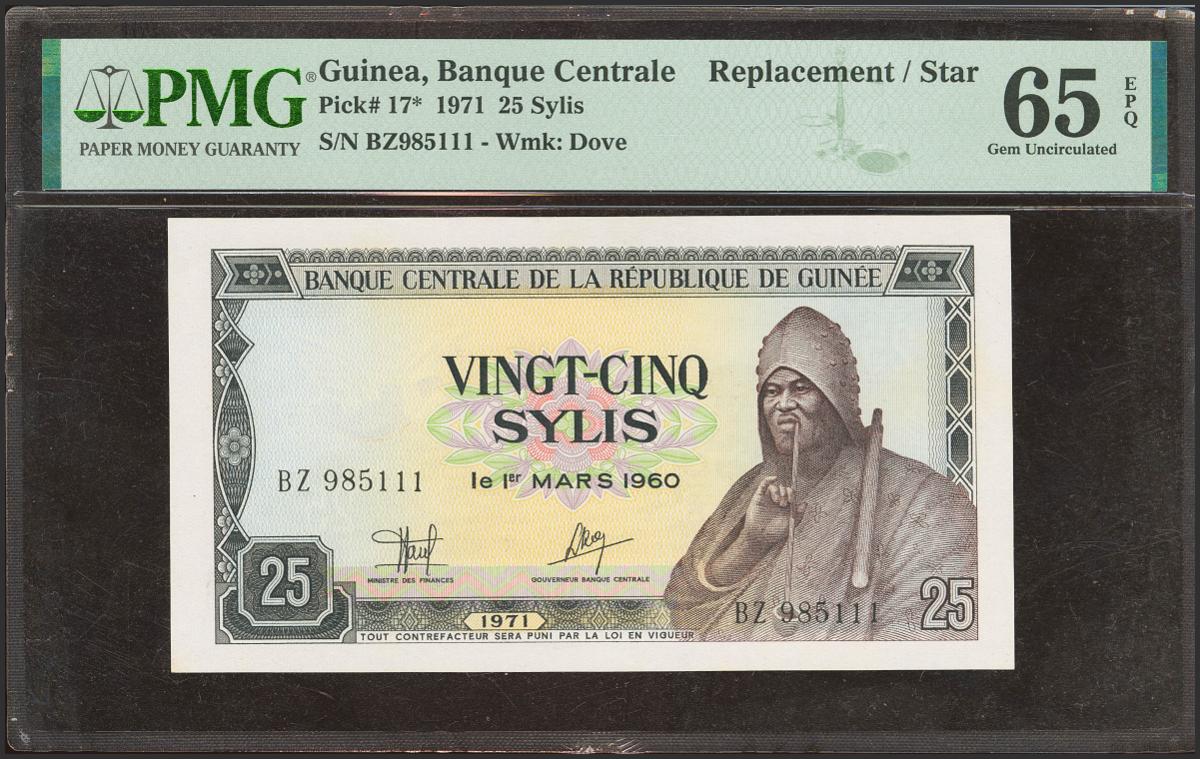 PMG®
PAPER MONEY GUARANTY
Guinea, Banque Centrale Replacement / Star
Pick# 17* 1971 25 Sylis
S/N BZ985111 - Wmk: Dove
65 EPQ
Gem Uncirculated
BANQUE CENTRALE DE LA RÉPUBLIQUE DE GUINÉE
VINGT-CINQ
SYLIS
BZ 985111
le 1er MARS 1960
MINISTRE DES FINANCES
GOUVERNEUR BANQUE CENTRALE
25
1971
BZ 985111
25
TOUT CONTREFACTEUR SERA PUNI PAR LA LOI EN VIGUEUR